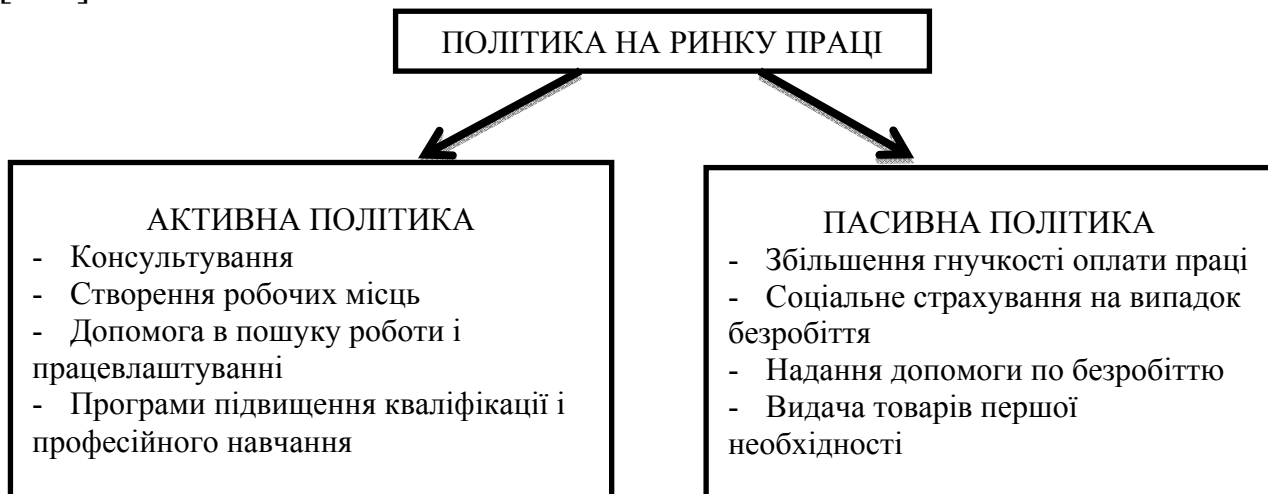 ПОЛІТИКА НА РИНКУ ПРАЦІ
АКТИВНА ПОЛІТИКА
- Консультування
- Створення робочих місць
- Допомога в пошуку роботи і
працевлаштуванні
- Програми підвищення кваліфікації і
професійного навчання
ПАСИВНА ПОЛІТИКА
- Збільшення гнучкості оплати праці
- Соціальне страхування на випадок
безробіття
- Надання допомоги по безробіттю
- Видача товарів першої
необхідності